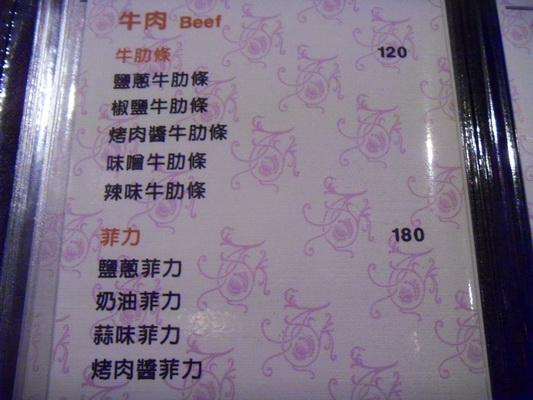 牛肉 Beef
牛肋條 120
鹽蔥牛肋條
椒鹽牛肋條
烤肉醬牛肋條
味噌牛肋條
辣味牛肋條
菲力 180
鹽蔥菲力
奶油菲力
蒜味菲力
烤肉醬菲力